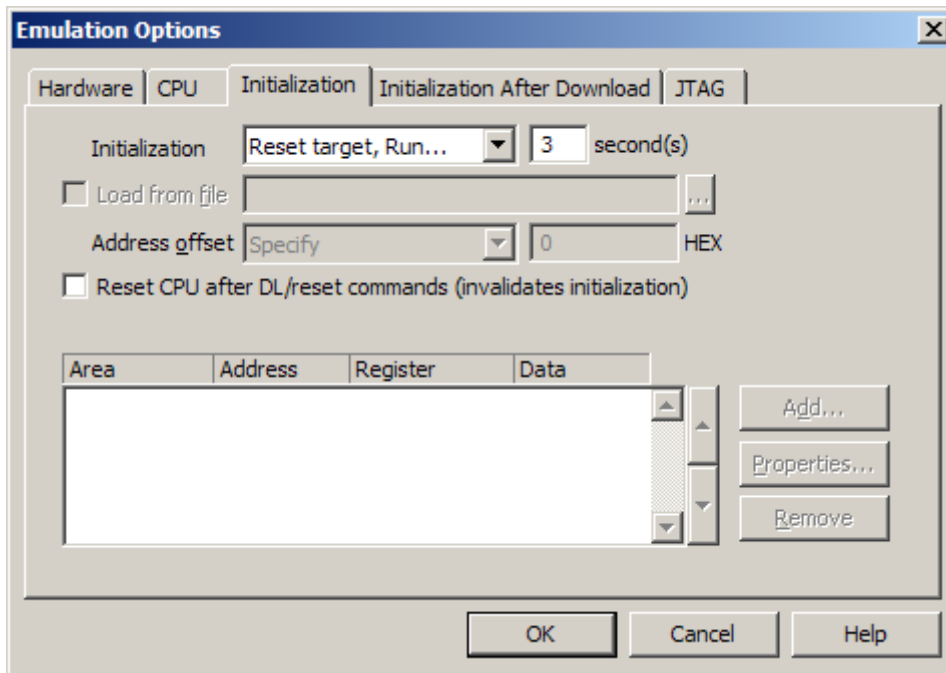 Emulation Options
Hardware CPU Initialization Initialization After Download JTAG
Initialization Reset target, Run... 3 second(s)
Load from file ...
Address offset Specify 0 HEX
Reset CPU after DL/reset commands (invalidates initialization)
Area Address Register Data
Add...
Properties...
Remove
OK Cancel Help